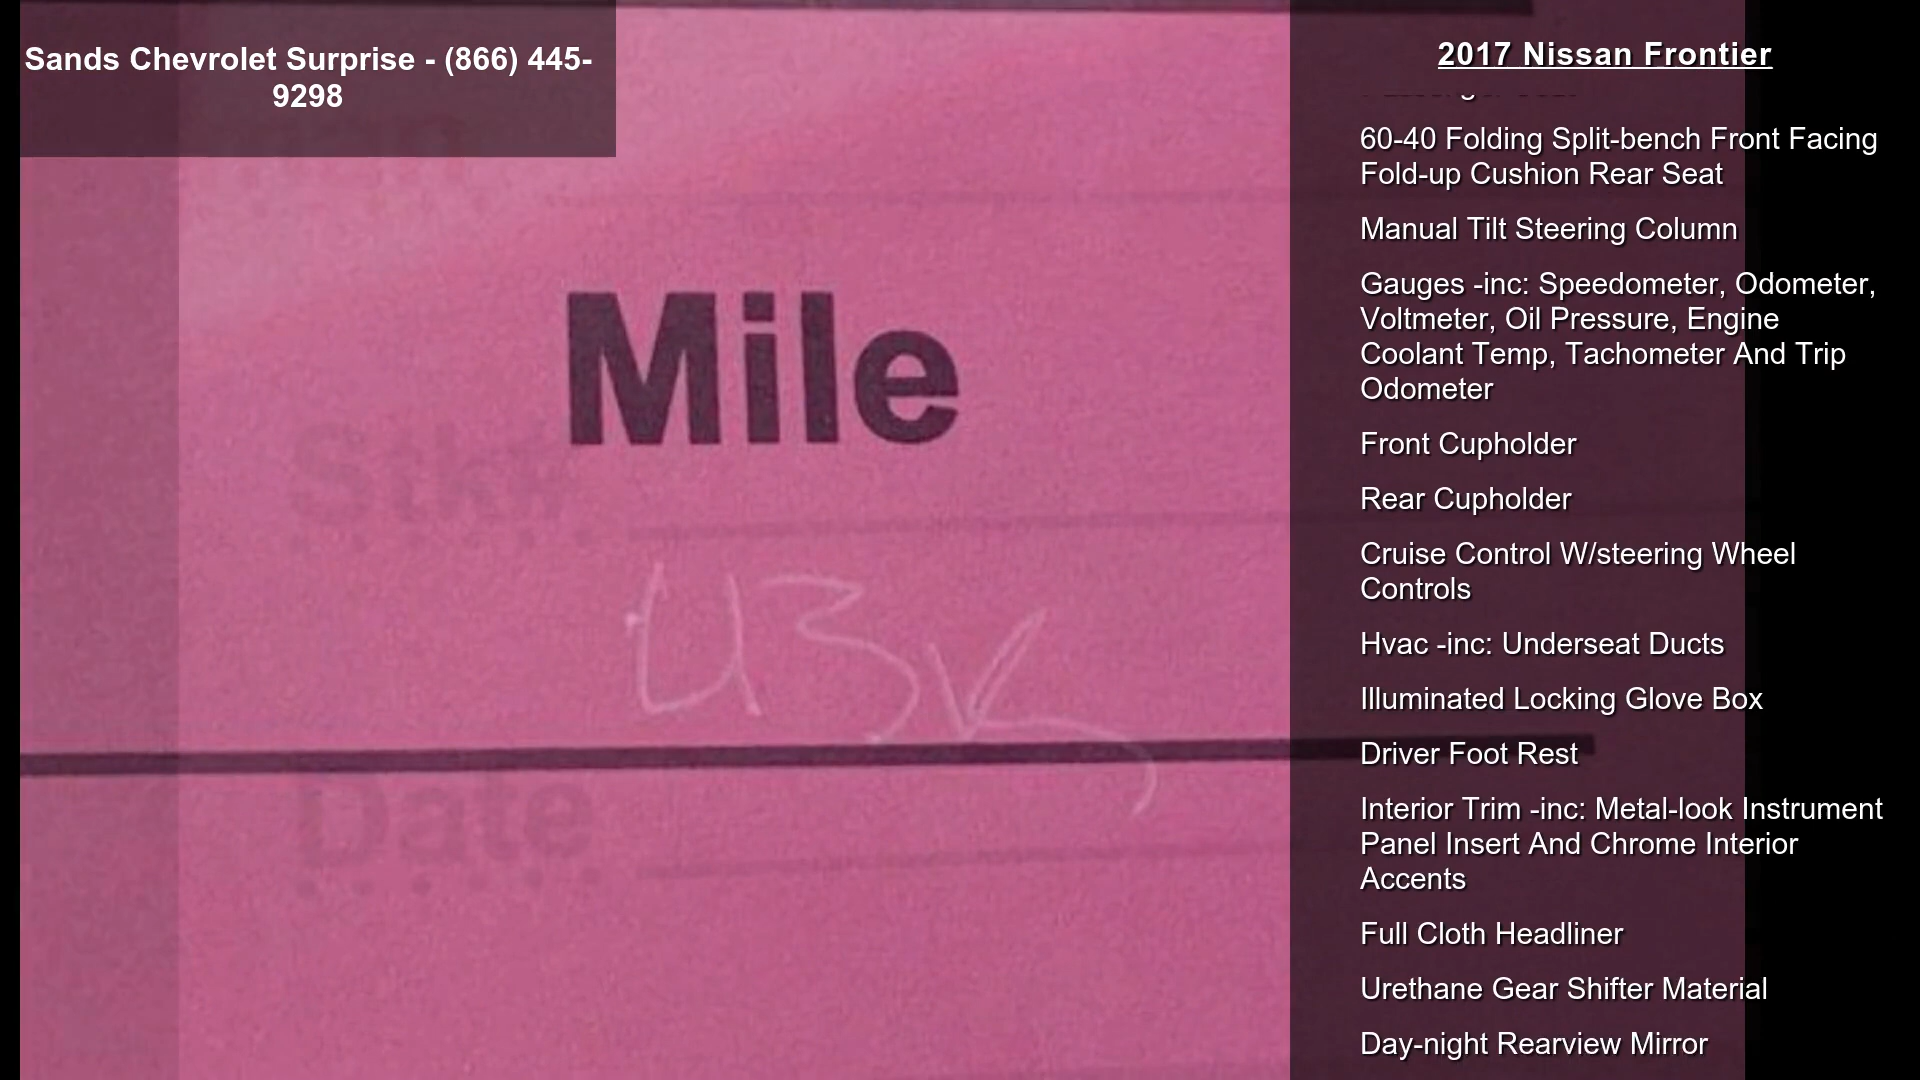 Sands Chevrolet Surprise - (866) 445-
9298
2017 Nissan Frontier
60-40 Folding Split-bench Front Facing
Fold-up Cushion Rear Seat
Manual Tilt Steering Column
Gauges -inc: Speedometer, Odometer,
Voltmeter, Oil Pressure, Engine
Coolant Temp, Tachometer And Trip
Odometer
Front Cupholder
Rear Cupholder
Cruise Control W/steering Wheel
Controls
Hvac -inc: Underseat Ducts
Illuminated Locking Glove Box
Driver Foot Rest
Interior Trim -inc: Metal-look Instrument
Panel Insert And Chrome Interior
Accents
Full Cloth Headliner
Urethane Gear Shifter Material
Day-night Rearview Mirror
Mile
Stk#
43K
Date